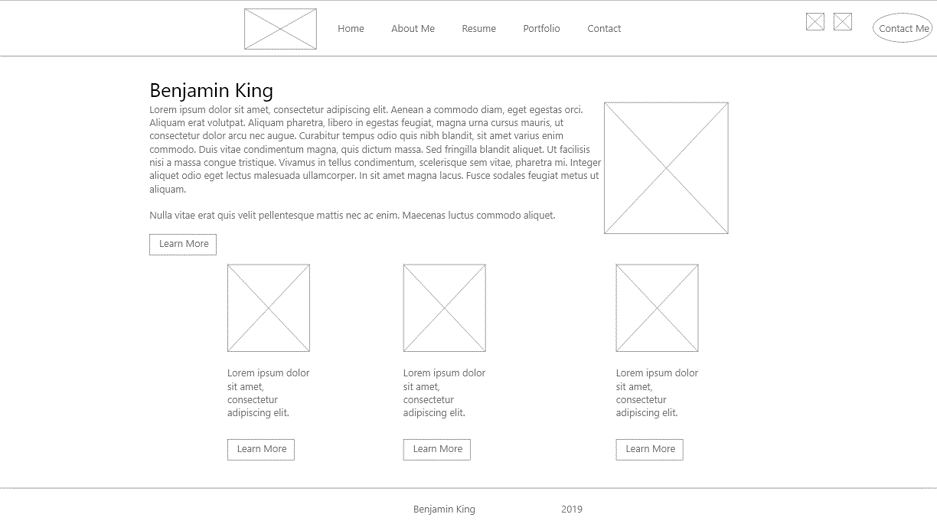 Home About Me Resume Portfolio Contact Contact Me
Benjamin King
Lorem ipsum dolor sit amet, consectetur adipiscing elit. Aenean a commodo diam, eget egestas orci.
Aliquam erat volutpat. Aliquam pharetra, libero in egestas feugiat, magna urna cursus mauris, ut
consectetur dolor arcu nec augue. Curabitur tempus odio quis nibh blandit, sit amet varius enim
commodo. Duis vitae condimentum magna, quis dictum massa. Sed fringilla blandit aliquet. Ut facilisis
nisi a massa congue tristique. Vivamus in tellus condimentum, scelerisque sem vitae, pharetra mi. Integer
aliquet odio eget lectus malesuada ullamcorper. In sit amet magna lacus. Fusce sodales feugiat metus ut
aliquam.
Nulla vitae erat quis velit pellentesque mattis nec ac enim. Maecenas luctus commodo aliquet.
Learn More
Lorem ipsum dolor
sit amet,
consectetur
adipiscing elit.
Learn More
Lorem ipsum dolor
sit amet,
consectetur
adipiscing elit.
Learn More
Lorem ipsum dolor
sit amet,
consectetur
adipiscing elit.
Learn More
Benjamin King 2019